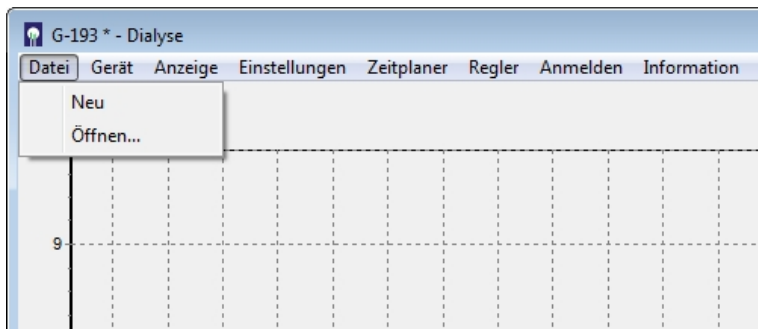 G-193 * - Dialyse
Datei Gerät Anzeige Einstellungen Zeitplaner Regler Anmelden Information
Neu
Öffnen...
9